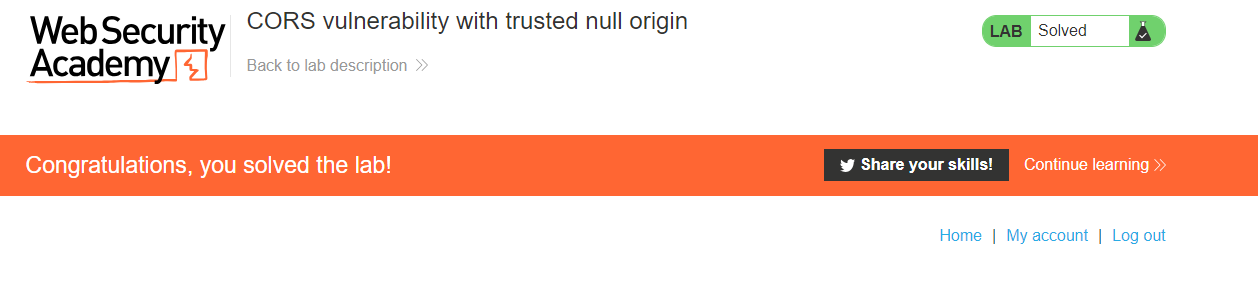 Web Security
Academy
CORS vulnerability with trusted null origin
Back to lab description
LAB Solved
Congratulations, you solved the lab!
Share your skills!
Continue learning
Home | My account | Log out